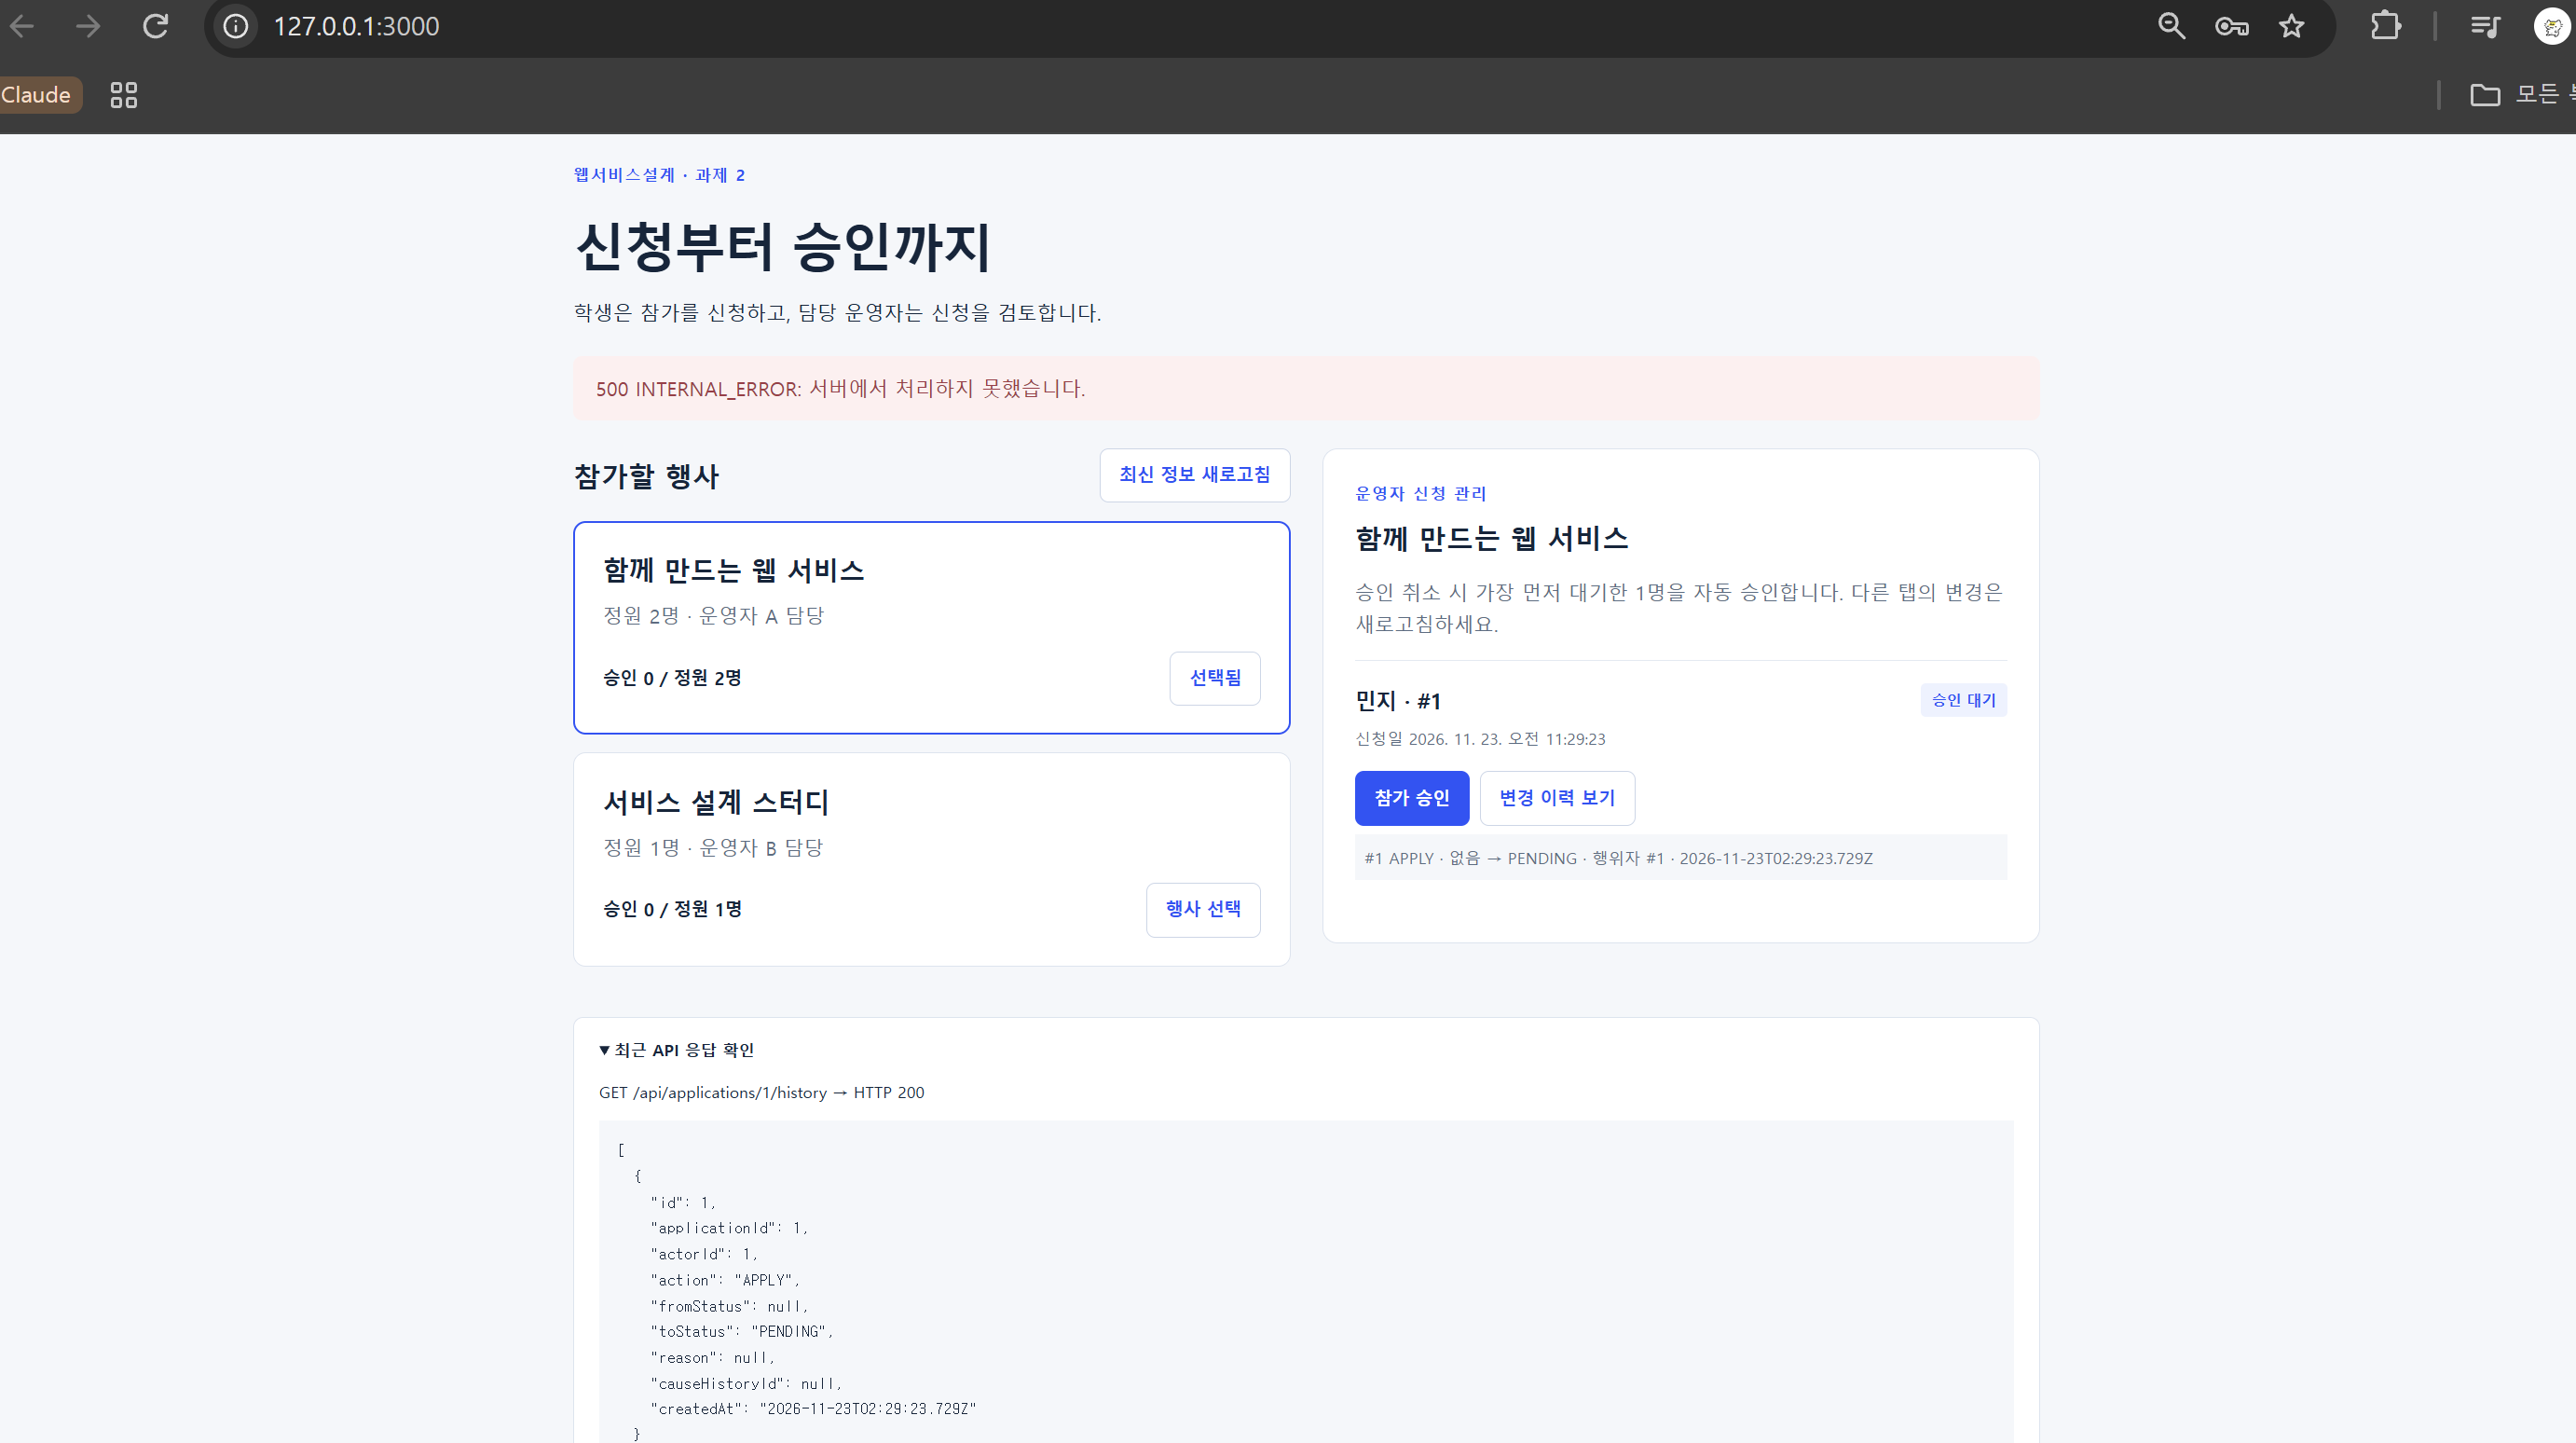 127.0.0.1:3000
Claude
모든
웹서비스설계 · 과제 2
신청부터 승인까지
학생은 참가를 신청하고, 담당 운영자는 신청을 검토합니다.
500 INTERNAL_ERROR: 서버에서 처리하지 못했습니다.
참가할 행사
최신 정보 새로고침
함께 만드는 웹 서비스
정원 2명 · 운영자 A 담당
승인 0 / 정원 2명
선택됨
서비스 설계 스터디
정원 1명 · 운영자 B 담당
승인 0 / 정원 1명
행사 선택
운영자 신청 관리
함께 만드는 웹 서비스
승인 취소 시 가장 먼저 대기한 1명을 자동 승인합니다. 다른 탭의 변경은
새로고침하세요.
민지 · #1
승인 대기
신청일 2026. 11. 23. 오전 11:29:23
참가 승인
변경 이력 보기
#1 APPLY · 없음 → PENDING · 행위자 #1 · 2026-11-23T02:29:23.729Z
▼ 최근 API 응답 확인
GET /api/applications/1/history → HTTP 200
[
{
"id": 1,
"applicationId": 1,
"actorId": 1,
"action": "APPLY",
"fromStatus": null,
"toStatus": "PENDING",
"reason": null,
"causeHistoryId": null,
"createdAt": "2026-11-23T02:29:23.729Z"
}